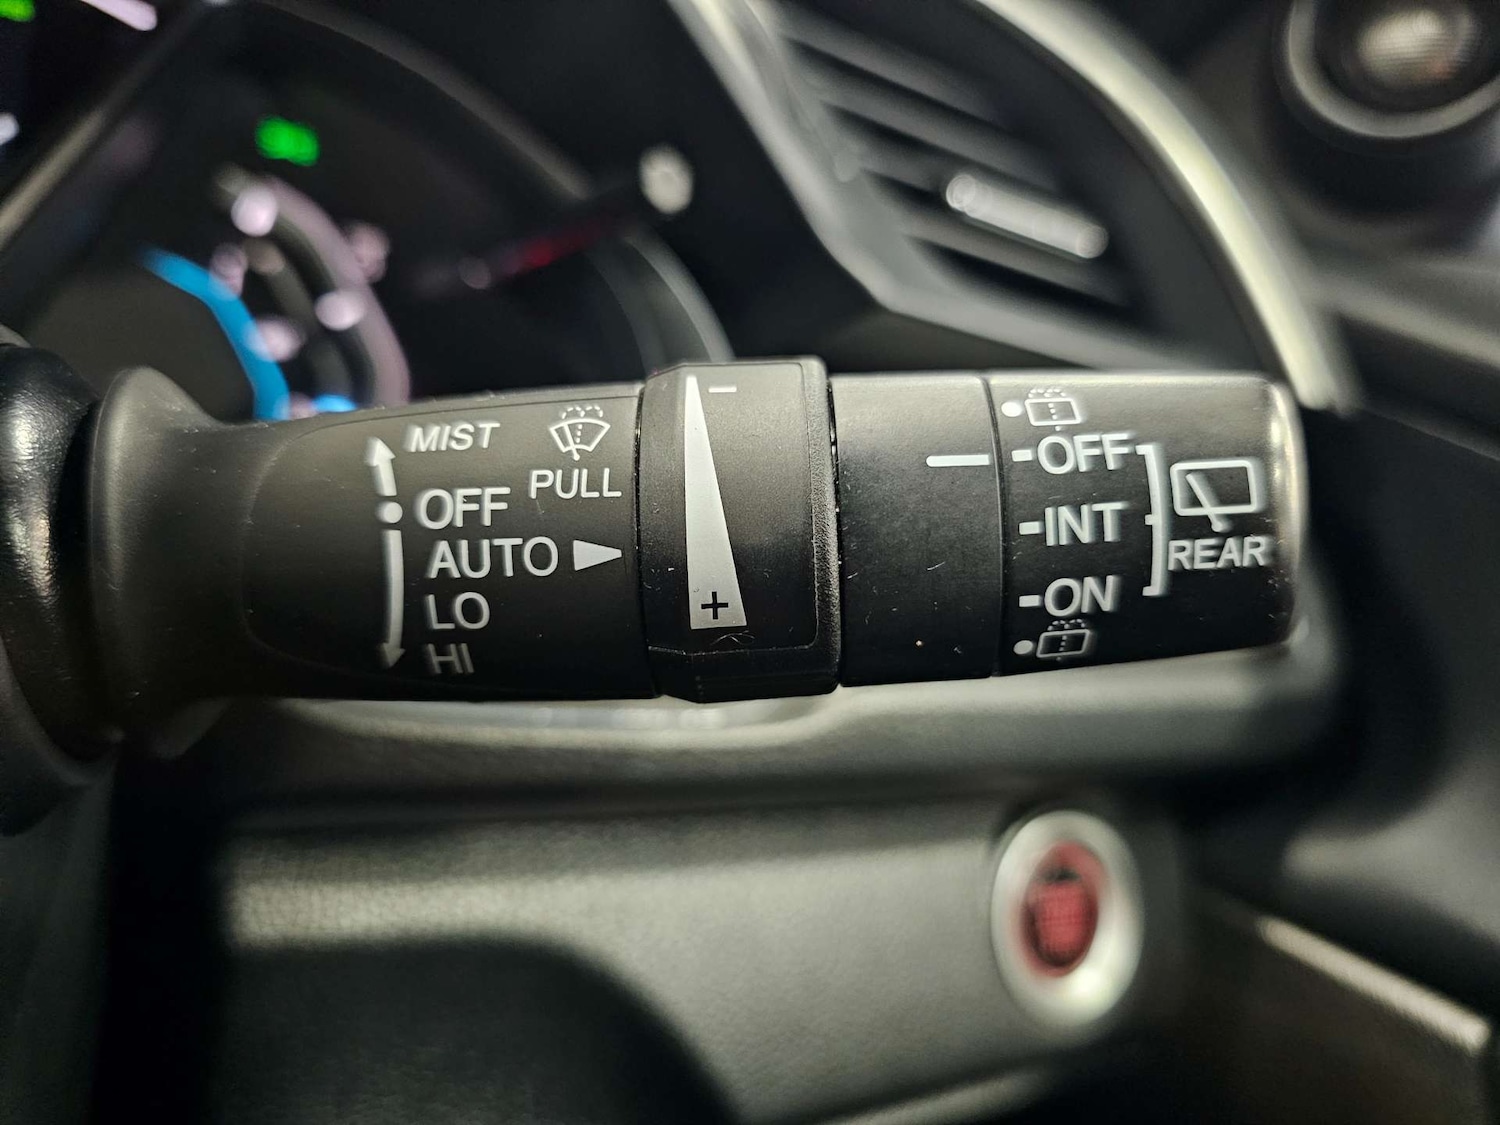 MIST
PULL
OFF
AUTO
LO
HI
-
+
OFF
INT
ON
REAR